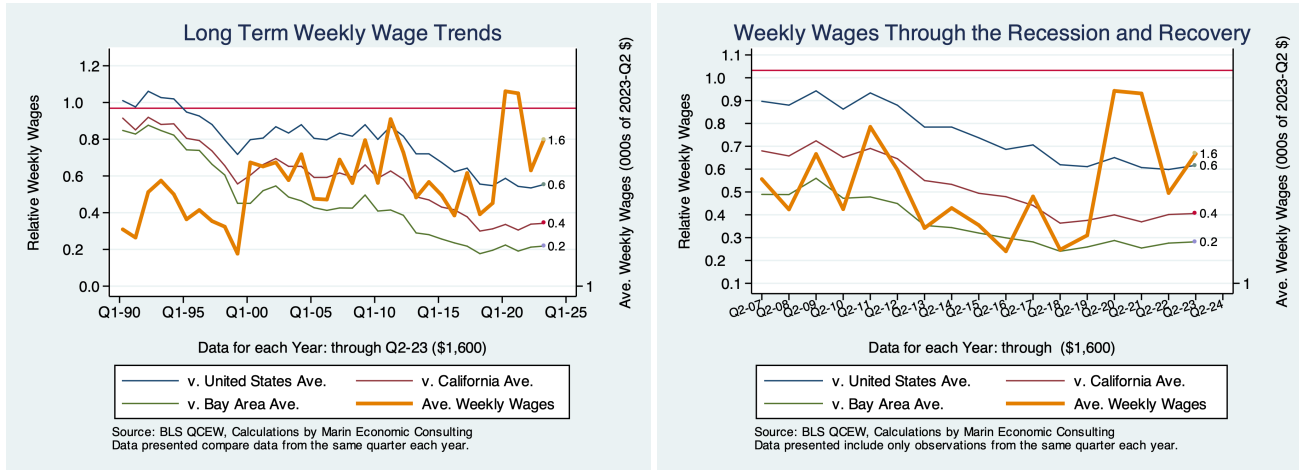 Long Term Weekly Wage Trends
Relative Weekly Wages
1.2
1.0
0.8
0.6
0.4
0.2
0.0
1.6
0.6
0.4
0.2
1
Ave. Weekly Wages (000s of 2023-Q2 $)
Q1-90 Q1-95 Q1-00 Q1-05 Q1-10 Q1-15 Q1-20 Q1-25
Data for each Year: through Q2-23 ($1,600)
v. United States Ave. v. California Ave.
v. Bay Area Ave. Ave. Weekly Wages
Source: BLS QCEW, Calculations by Marin Economic Consulting
Data presented compare data from the same quarter each year.
Weekly Wages Through the Recession and Recovery
Relative Weekly Wages
1.1
1.0
0.9
0.8
0.7
0.6
0.5
0.4
0.3
0.2
0.1
1.6
0.6
0.4
0.2
1
Ave. Weekly Wages (000s of 2023-Q2 $)
Q2-07 Q2-08 Q2-09 Q2-10 Q2-11 Q2-12 Q2-13 Q2-14 Q2-15 Q2-16 Q2-17 Q2-18 Q2-19 Q2-20 Q2-21 Q2-22 Q2-23 Q2-24
Data for each Year: through ($1,600)
v. United States Ave. v. California Ave.
v. Bay Area Ave. Ave. Weekly Wages
Source: BLS QCEW, Calculations by Marin Economic Consulting
Data presented include only observations from the same quarter each year.